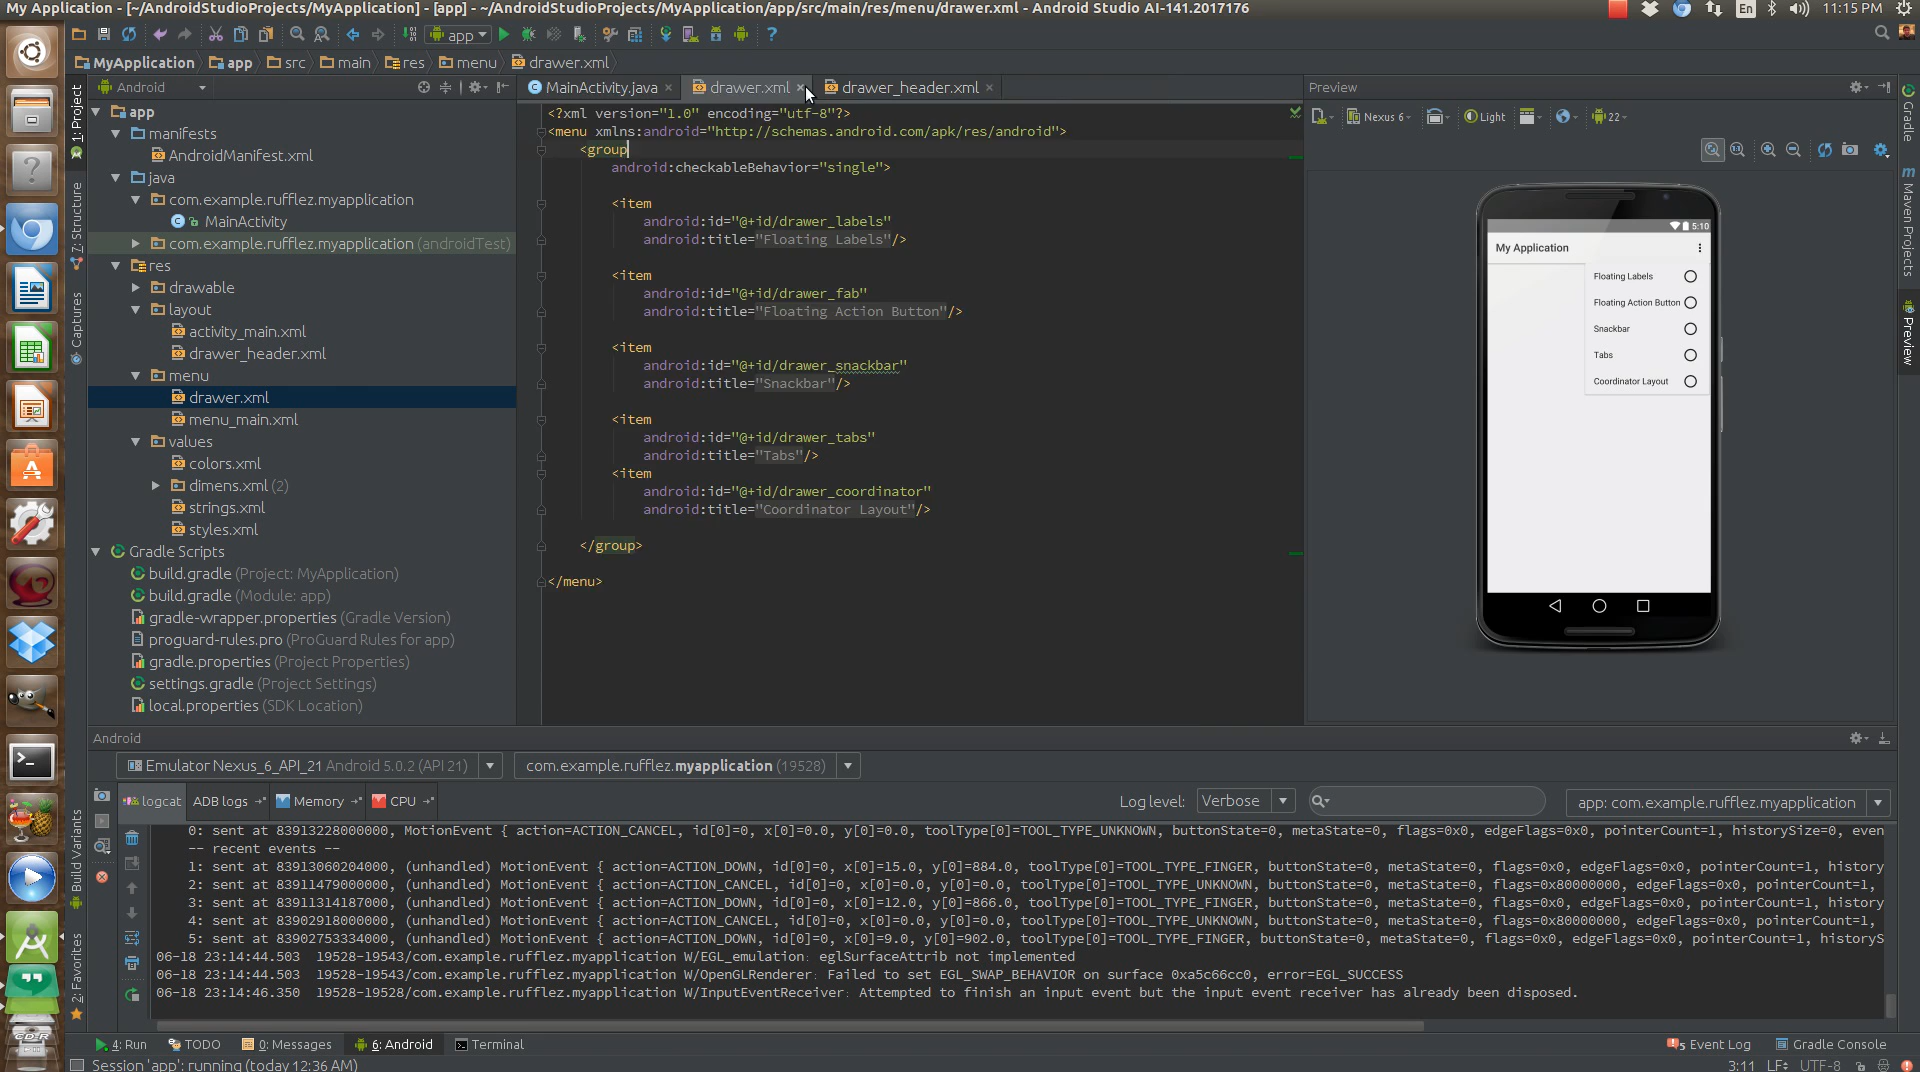 My Application - [~/AndroidStudioProjects/MyApplication] - [app] - ~/AndroidStudioProjects/MyApplication/app/src/main/res/menu/drawer.xml - Android Studio AI-141.2017176
En
11:15 PM
app
MyApplication
app
src
main
res
menu
drawer.xml
Android
MainActivity.java
drawer.xml
drawer_header.xml
Preview
1: Project
7: Structure
Captures
Build Variants
2: Favorites
app
manifests
AndroidManifest.xml
java
com.example.rufflez.myapplication
MainActivity
com.example.rufflez.myapplication (androidTest)
res
drawable
layout
activity_main.xml
drawer_header.xml
menu
drawer.xml
menu_main.xml
values
colors.xml
dimens.xml (2)
strings.xml
styles.xml
Gradle Scripts
build.gradle (Project: MyApplication)
build.gradle (Module: app)
gradle-wrapper.properties (Gradle Version)
proguard-rules.pro (ProGuard Rules for app)
gradle.properties (Project Properties)
settings.gradle (Project Settings)
local.properties (SDK Location)
<?xml version="1.0" encoding="utf-8"?>
<menu xmlns:android="http://schemas.android.com/apk/res/android">
<group
android:checkableBehavior="single">
<item
android:id="@+id/drawer_labels"
android:title="Floating Labels"/>
<item
android:id="@+id/drawer_fab"
android:title="Floating Action Button"/>
<item
android:id="@+id/drawer_snackbar"
android:title="Snackbar"/>
<item
android:id="@+id/drawer_tabs"
android:title="Tabs"/>
<item
android:id="@+id/drawer_coordinator"
android:title="Coordinator Layout"/>
</group>
</menu>
Nexus 6
Light
22
5:10
My Application
Floating Labels
Floating Action Button
Snackbar
Tabs
Coordinator Layout
Gradle
Maven Projects
Preview
Android
Emulator Nexus_6_API_21 Android 5.0.2 (API 21)
com.example.rufflez.myapplication (19528)
logcat
ADB logs
Memory
CPU
Log level:
Verbose
app: com.example.rufflez.myapplication
0: sent at 83913228000000, MotionEvent { action=ACTION_CANCEL, id[0]=0, x[0]=0.0, y[0]=0.0, toolType[0]=TOOL_TYPE_UNKNOWN, buttonState=0, metaState=0, flags=0x0, edgeFlags=0x0, pointerCount=1, historySize=0, even
-- recent events --
1: sent at 83913060204000, (unhandled) MotionEvent { action=ACTION_DOWN, id[0]=0, x[0]=15.0, y[0]=884.0, toolType[0]=TOOL_TYPE_FINGER, buttonState=0, metaState=0, flags=0x0, edgeFlags=0x0, pointerCount=1, history
2: sent at 83911479000000, (unhandled) MotionEvent { action=ACTION_CANCEL, id[0]=0, x[0]=0.0, y[0]=0.0, toolType[0]=TOOL_TYPE_UNKNOWN, buttonState=0, metaState=0, flags=0x80000000, edgeFlags=0x0, pointerCount=1,
3: sent at 83911314187000, (unhandled) MotionEvent { action=ACTION_DOWN, id[0]=0, x[0]=12.0, y[0]=866.0, toolType[0]=TOOL_TYPE_FINGER, buttonState=0, metaState=0, flags=0x0, edgeFlags=0x0, pointerCount=1, history
4: sent at 83902918000000, (unhandled) MotionEvent { action=ACTION_CANCEL, id[0]=0, x[0]=0.0, y[0]=0.0, toolType[0]=TOOL_TYPE_UNKNOWN, buttonState=0, metaState=0, flags=0x80000000, edgeFlags=0x0, pointerCount=1,
5: sent at 83902753334000, (unhandled) MotionEvent { action=ACTION_DOWN, id[0]=0, x[0]=9.0, y[0]=902.0, toolType[0]=TOOL_TYPE_FINGER, buttonState=0, metaState=0, flags=0x0, edgeFlags=0x0, pointerCount=1, historyS
06-18 23:14:44.503 19528-19543/com.example.rufflez.myapplication W/EGL_emulation: eglSurfaceAttrib not implemented
06-18 23:14:44.503 19528-19543/com.example.rufflez.myapplication W/OpenGLRenderer: Failed to set EGL_SWAP_BEHAVIOR on surface 0xa5c66cc0, error=EGL_SUCCESS
06-18 23:14:46.350 19528-19528/com.example.rufflez.myapplication W/InputEventReceiver: Attempted to finish an input event but the input event receiver has already been disposed.
4: Run
TODO
0: Messages
6: Android
Terminal
5 Event Log
Gradle Console
Session 'app': running (today 12:36 AM)
3:11
LF
UTF-8